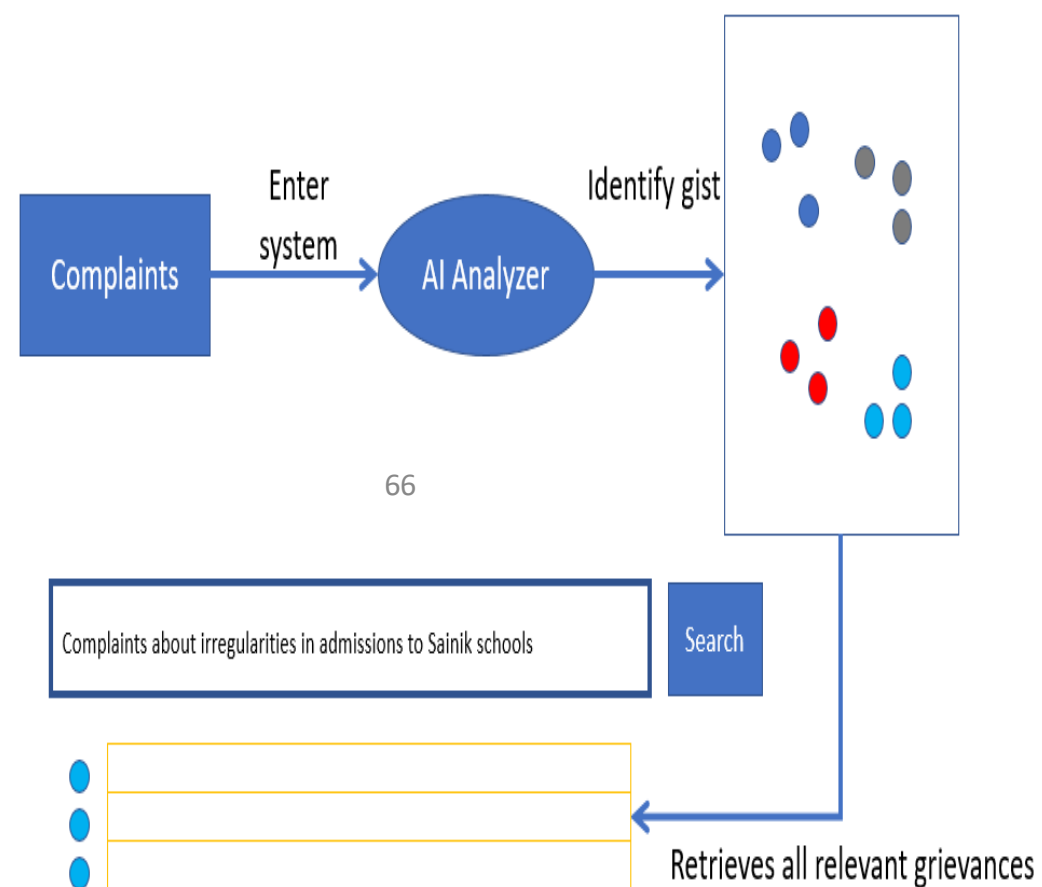 Enter
system
Identify gist
Complaints
AI Analyzer
66
Complaints about irregularities in admissions to Sainik schools
Search
Retrieves all relevant grievances